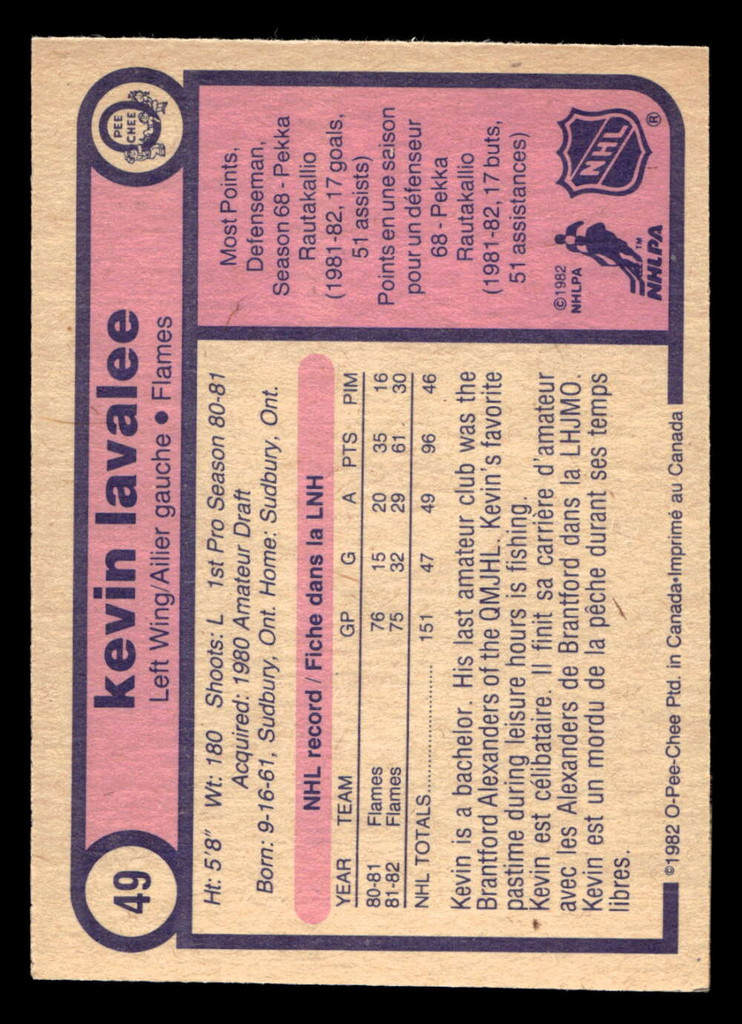 49
kevin lavalee
Left Wing/Ailier gauche • Flames
O
PEE
CHEE
Ht: 5'8" Wt: 180 Shoots: L 1st Pro Season 80-81
Acquired: 1980 Amateur Draft
Born: 9-16-61, Sudbury, Ont. Home: Sudbury, Ont.
NHL record / Fiche dans la LNH
YEAR TEAM GP G A PTS PIM
80-81 Flames 76 15 20 35 16
81-82 Flames 75 32 29 61 30
NHL TOTALS 151 47 49 96 46
Kevin is a bachelor. His last amateur club was the
Brantford Alexanders of the QMJHL. Kevin's favorite
pastime during leisure hours is fishing.
Kevin est célibataire. Il finit sa carrière d'amateur
avec les Alexanders de Brantford dans la LHJMQ.
Kevin est un mordu de la pêche durant ses temps
libres.
Most Points,
Defenseman,
Season 68 - Pekka
Rautakallio
(1981-82, 17 goals,
51 assists)
Points en une saison
pour un défenseur
68 - Pekka
Rautakallio
(1981-82, 17 buts,
51 assistances)
©1982
NHLPA
NHLPA™
NHL®
©1982 O-Pee-Chee Ptd. in Canada•Imprimé au Canada